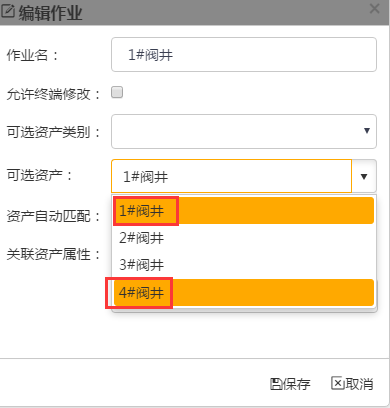 编辑作业
作业名： 1#阀井
允许终端修改：
可选资产类别：
可选资产： 1#阀井
资产自动匹配： 1#阀井
2#阀井
关联资产属性： 3#阀井
4#阀井
保存 取消